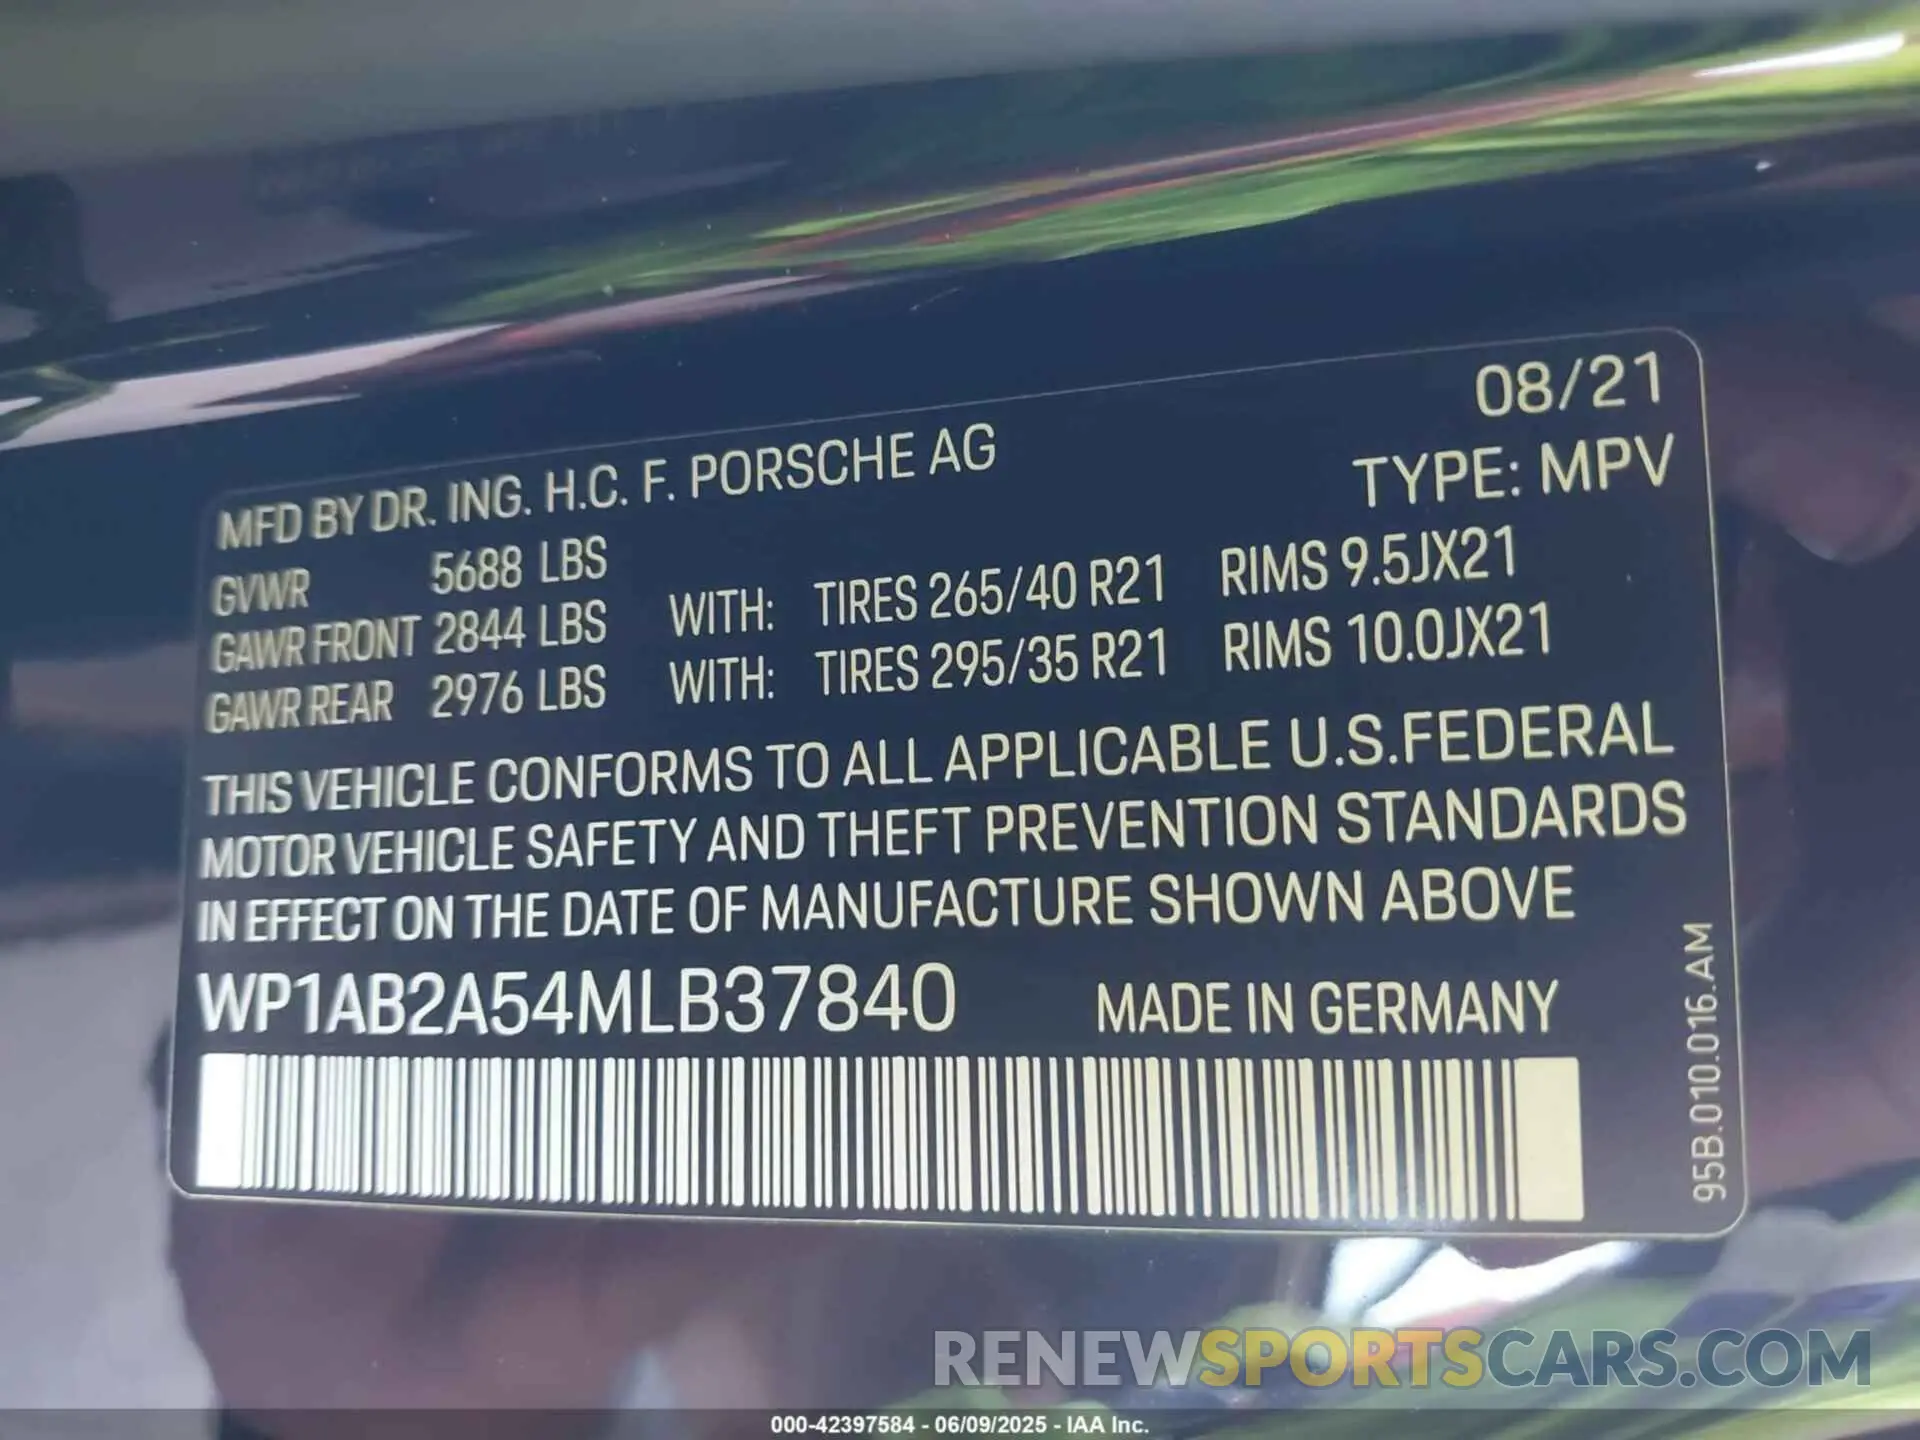 08/21
MFD BY DR. ING. H.C. F. PORSCHE AG
TYPE: MPV
GVWR 5688 LBS
GAWR FRONT 2844 LBS WITH: TIRES 265/40 R21 RIMS 9.5JX21
GAWR REAR 2976 LBS WITH: TIRES 295/35 R21 RIMS 10.0JX21
THIS VEHICLE CONFORMS TO ALL APPLICABLE U.S.FEDERAL
MOTOR VEHICLE SAFETY AND THEFT PREVENTION STANDARDS
IN EFFECT ON THE DATE OF MANUFACTURE SHOWN ABOVE
WP1AB2A54MLB37840 MADE IN GERMANY
95B.010.016.AM
RENEWSPORTSCARS.COM
000-42397584 - 06/09/2025 - IAA Inc.